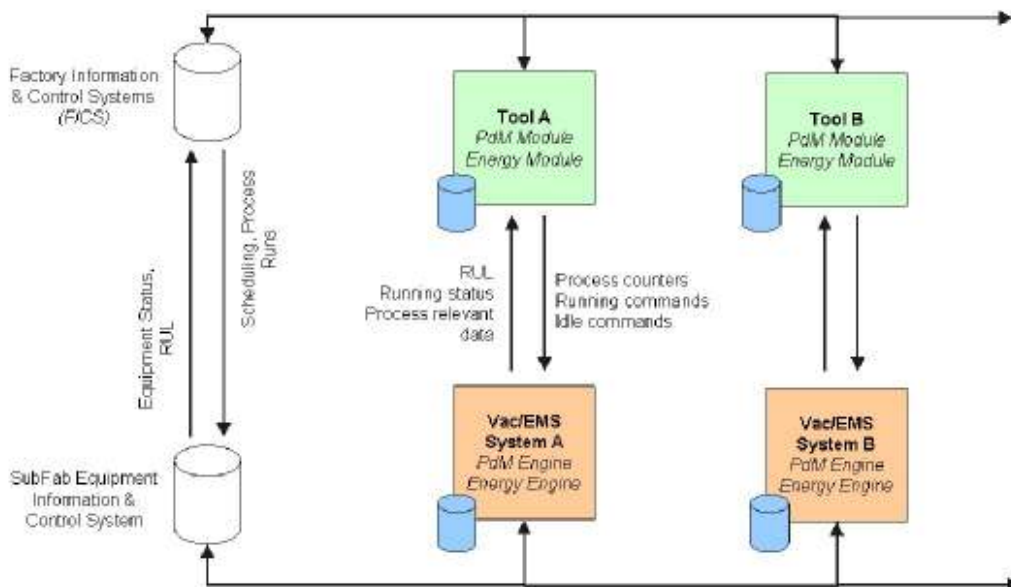 Factory Information
& Control Systems
(FICS)
Tool A
PdM Module
Energy Module
Tool B
PdM Module
Energy Module
Equipment Status,
RUL
Scheduling, Process
Runs
RUL
Running status
Process relevant
data
Process counters
Running commands
Idle commands
SubFab Equipment
Information &
Control System
Vac/EMS
System A
PdM Engine
Energy Engine
Vac/EMS
System B
PdM Engine
Energy Engine